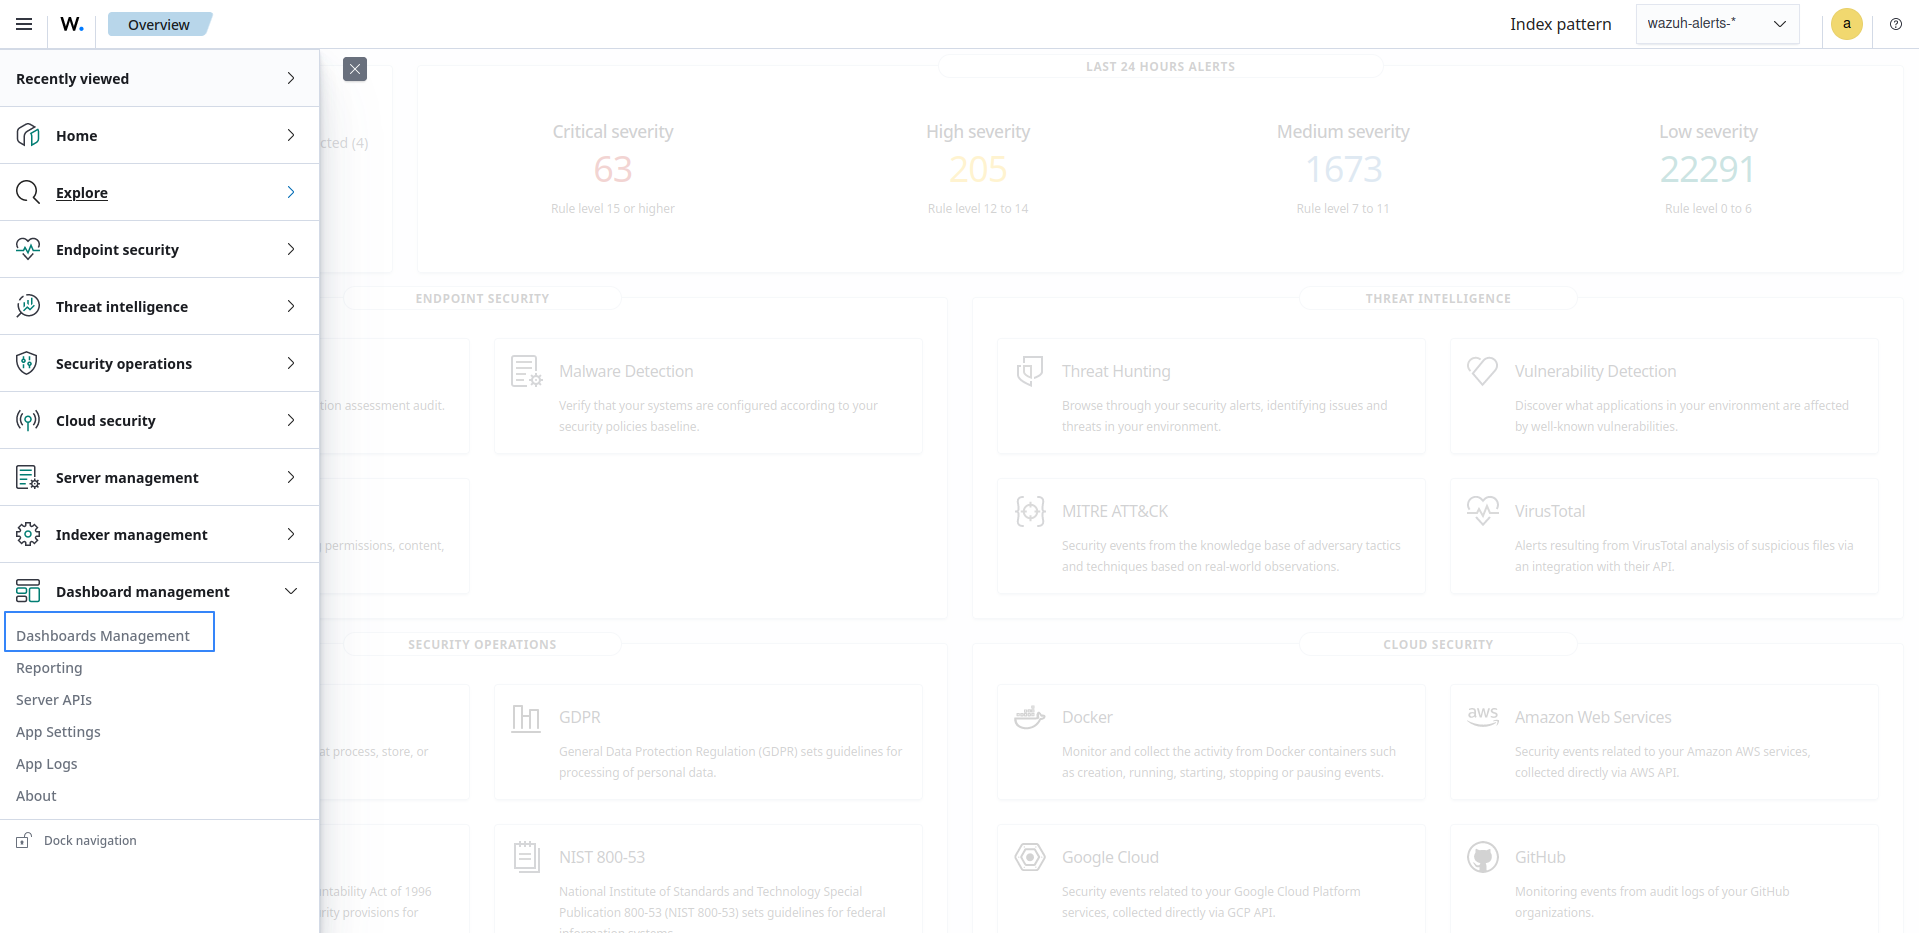 W.
Overview
Index pattern
wazuh-alerts-*
a
Recently viewed
Home
Explore
Endpoint security
Threat intelligence
Security operations
Cloud security
Server management
Indexer management
Dashboard management
Dashboards Management
Reporting
Server APIs
App Settings
App Logs
About
Dock navigation
cted (4)
LAST 24 HOURS ALERTS
Critical severity
63
Rule level 15 or higher
High severity
205
Rule level 12 to 14
Medium severity
1673
Rule level 7 to 11
Low severity
22291
Rule level 0 to 6
ENDPOINT SECURITY
tion assessment audit.
Malware Detection
Verify that your systems are configured according to your
security policies baseline.
permissions, content,
THREAT INTELLIGENCE
Threat Hunting
Browse through your security alerts, identifying issues and
threats in your environment.
Vulnerability Detection
Discover what applications in your environment are affected
by well-known vulnerabilities.
MITRE ATT&CK
Security events from the knowledge base of adversary tactics
and techniques based on real-world observations.
VirusTotal
Alerts resulting from VirusTotal analysis of suspicious files via
an integration with their API.
SECURITY OPERATIONS
at process, store, or
GDPR
General Data Protection Regulation (GDPR) sets guidelines for
processing of personal data.
ntability Act of 1996
rity provisions for
NIST 800-53
National Institute of Standards and Technology Special
Publication 800-53 (NIST 800-53) sets guidelines for federal
information systems.
CLOUD SECURITY
Docker
Monitor and collect the activity from Docker containers such
as creation, running, starting, stopping or pausing events.
aws
Amazon Web Services
Security events related to your Amazon AWS services,
collected directly via AWS API.
Google Cloud
Security events related to your Google Cloud Platform
services, collected directly via GCP API.
GitHub
Monitoring events from audit logs of your GitHub
organizations.